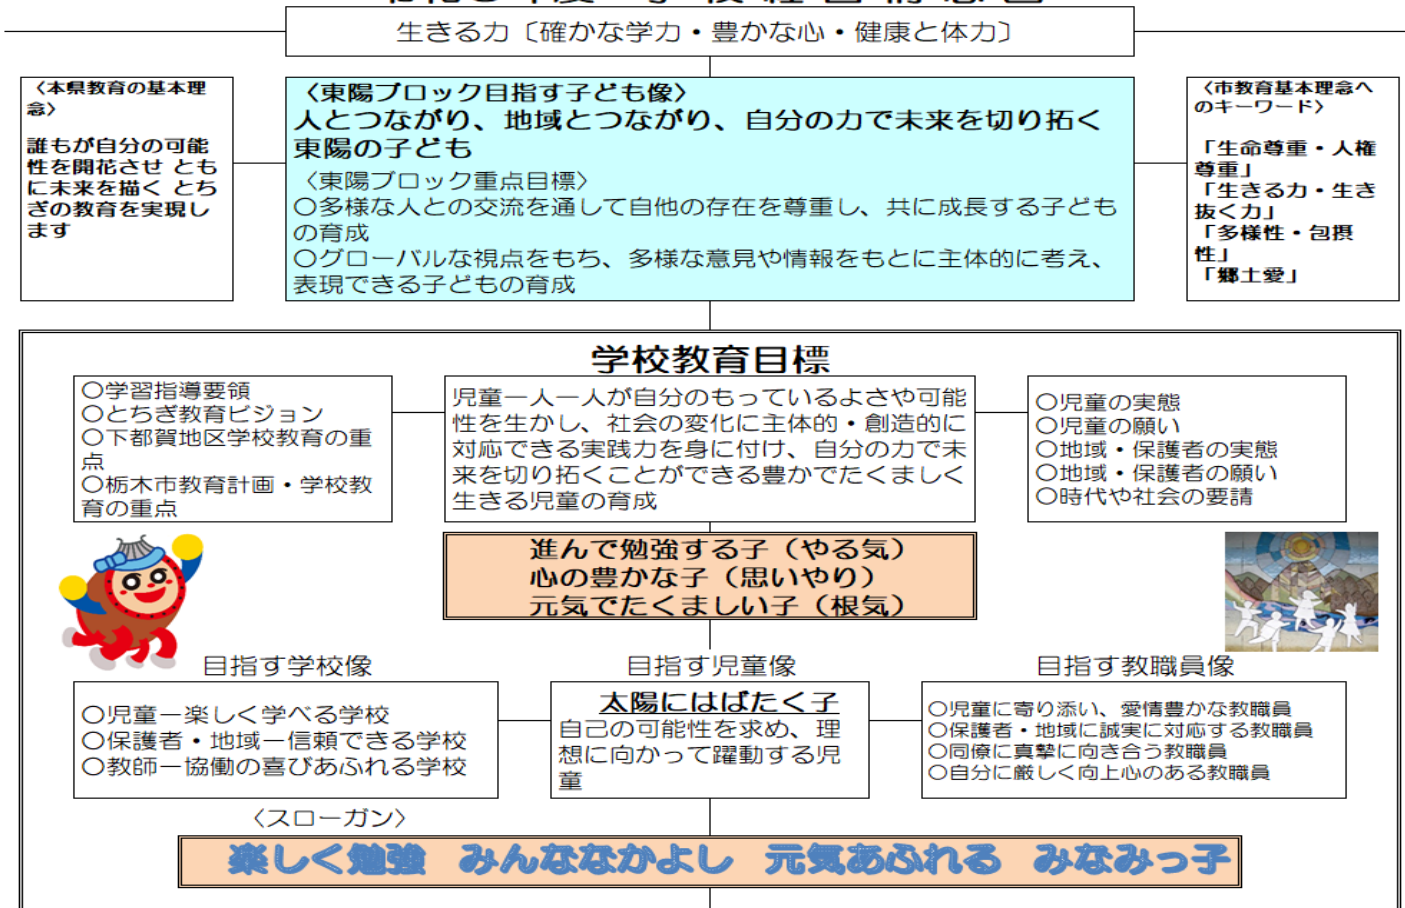 生きる力〔確かな学力・豊かな心・健康と体力〕
〈本県教育の基本理
念〉
誰もが自分の可能
性を開花させ とも
に未来を描く とち
ぎの教育を実現し
ます
〈東陽ブロック目指す子ども像〉
人とつながり、地域とつながり、自分の力で未来を切り拓く
東陽の子ども
〈東陽ブロック重点目標〉
○多様な人との交流を通して自他の存在を尊重し、共に成長する子ども
の育成
○グローバルな視点をもち、多様な意見や情報をもとに主体的に考え、
表現できる子どもの育成
〈市教育基本理念へ
のキーワード〉
「生命尊重・人権
尊重」
「生きる力・生き
抜く力」
「多様性・包摂
性」
「郷土愛」
学校教育目標
○学習指導要領
○とちぎ教育ビジョン
○下都賀地区学校教育の重
点
○栃木市教育計画・学校教
育の重点
児童一人一人が自分のもっているよさや可能
性を生かし、社会の変化に主体的・創造的に
対応できる実践力を身に付け、自分の力で未
来を切り拓くことができる豊かでたくましく
生きる児童の育成
○児童の実態
○児童の願い
○地域・保護者の実態
○地域・保護者の願い
○時代や社会の要請
進んで勉強する子（やる気）
心の豊かな子（思いやり）
元気でたくましい子（根気）
目指す学校像
○児童－楽しく学べる学校
○保護者・地域－信頼できる学校
○教師－協働の喜びあふれる学校
目指す児童像
太陽にはばたく子
自己の可能性を求め、理
想に向かって躍動する児
童
目指す教職員像
○児童に寄り添い、愛情豊かな教職員
○保護者・地域に誠実に対応する教職員
○同僚に真摯に向き合う教職員
○自分に厳しく向上心のある教職員
〈スローガン〉
楽しく勉強 みんななかよし 元気あふれる みなみっ子